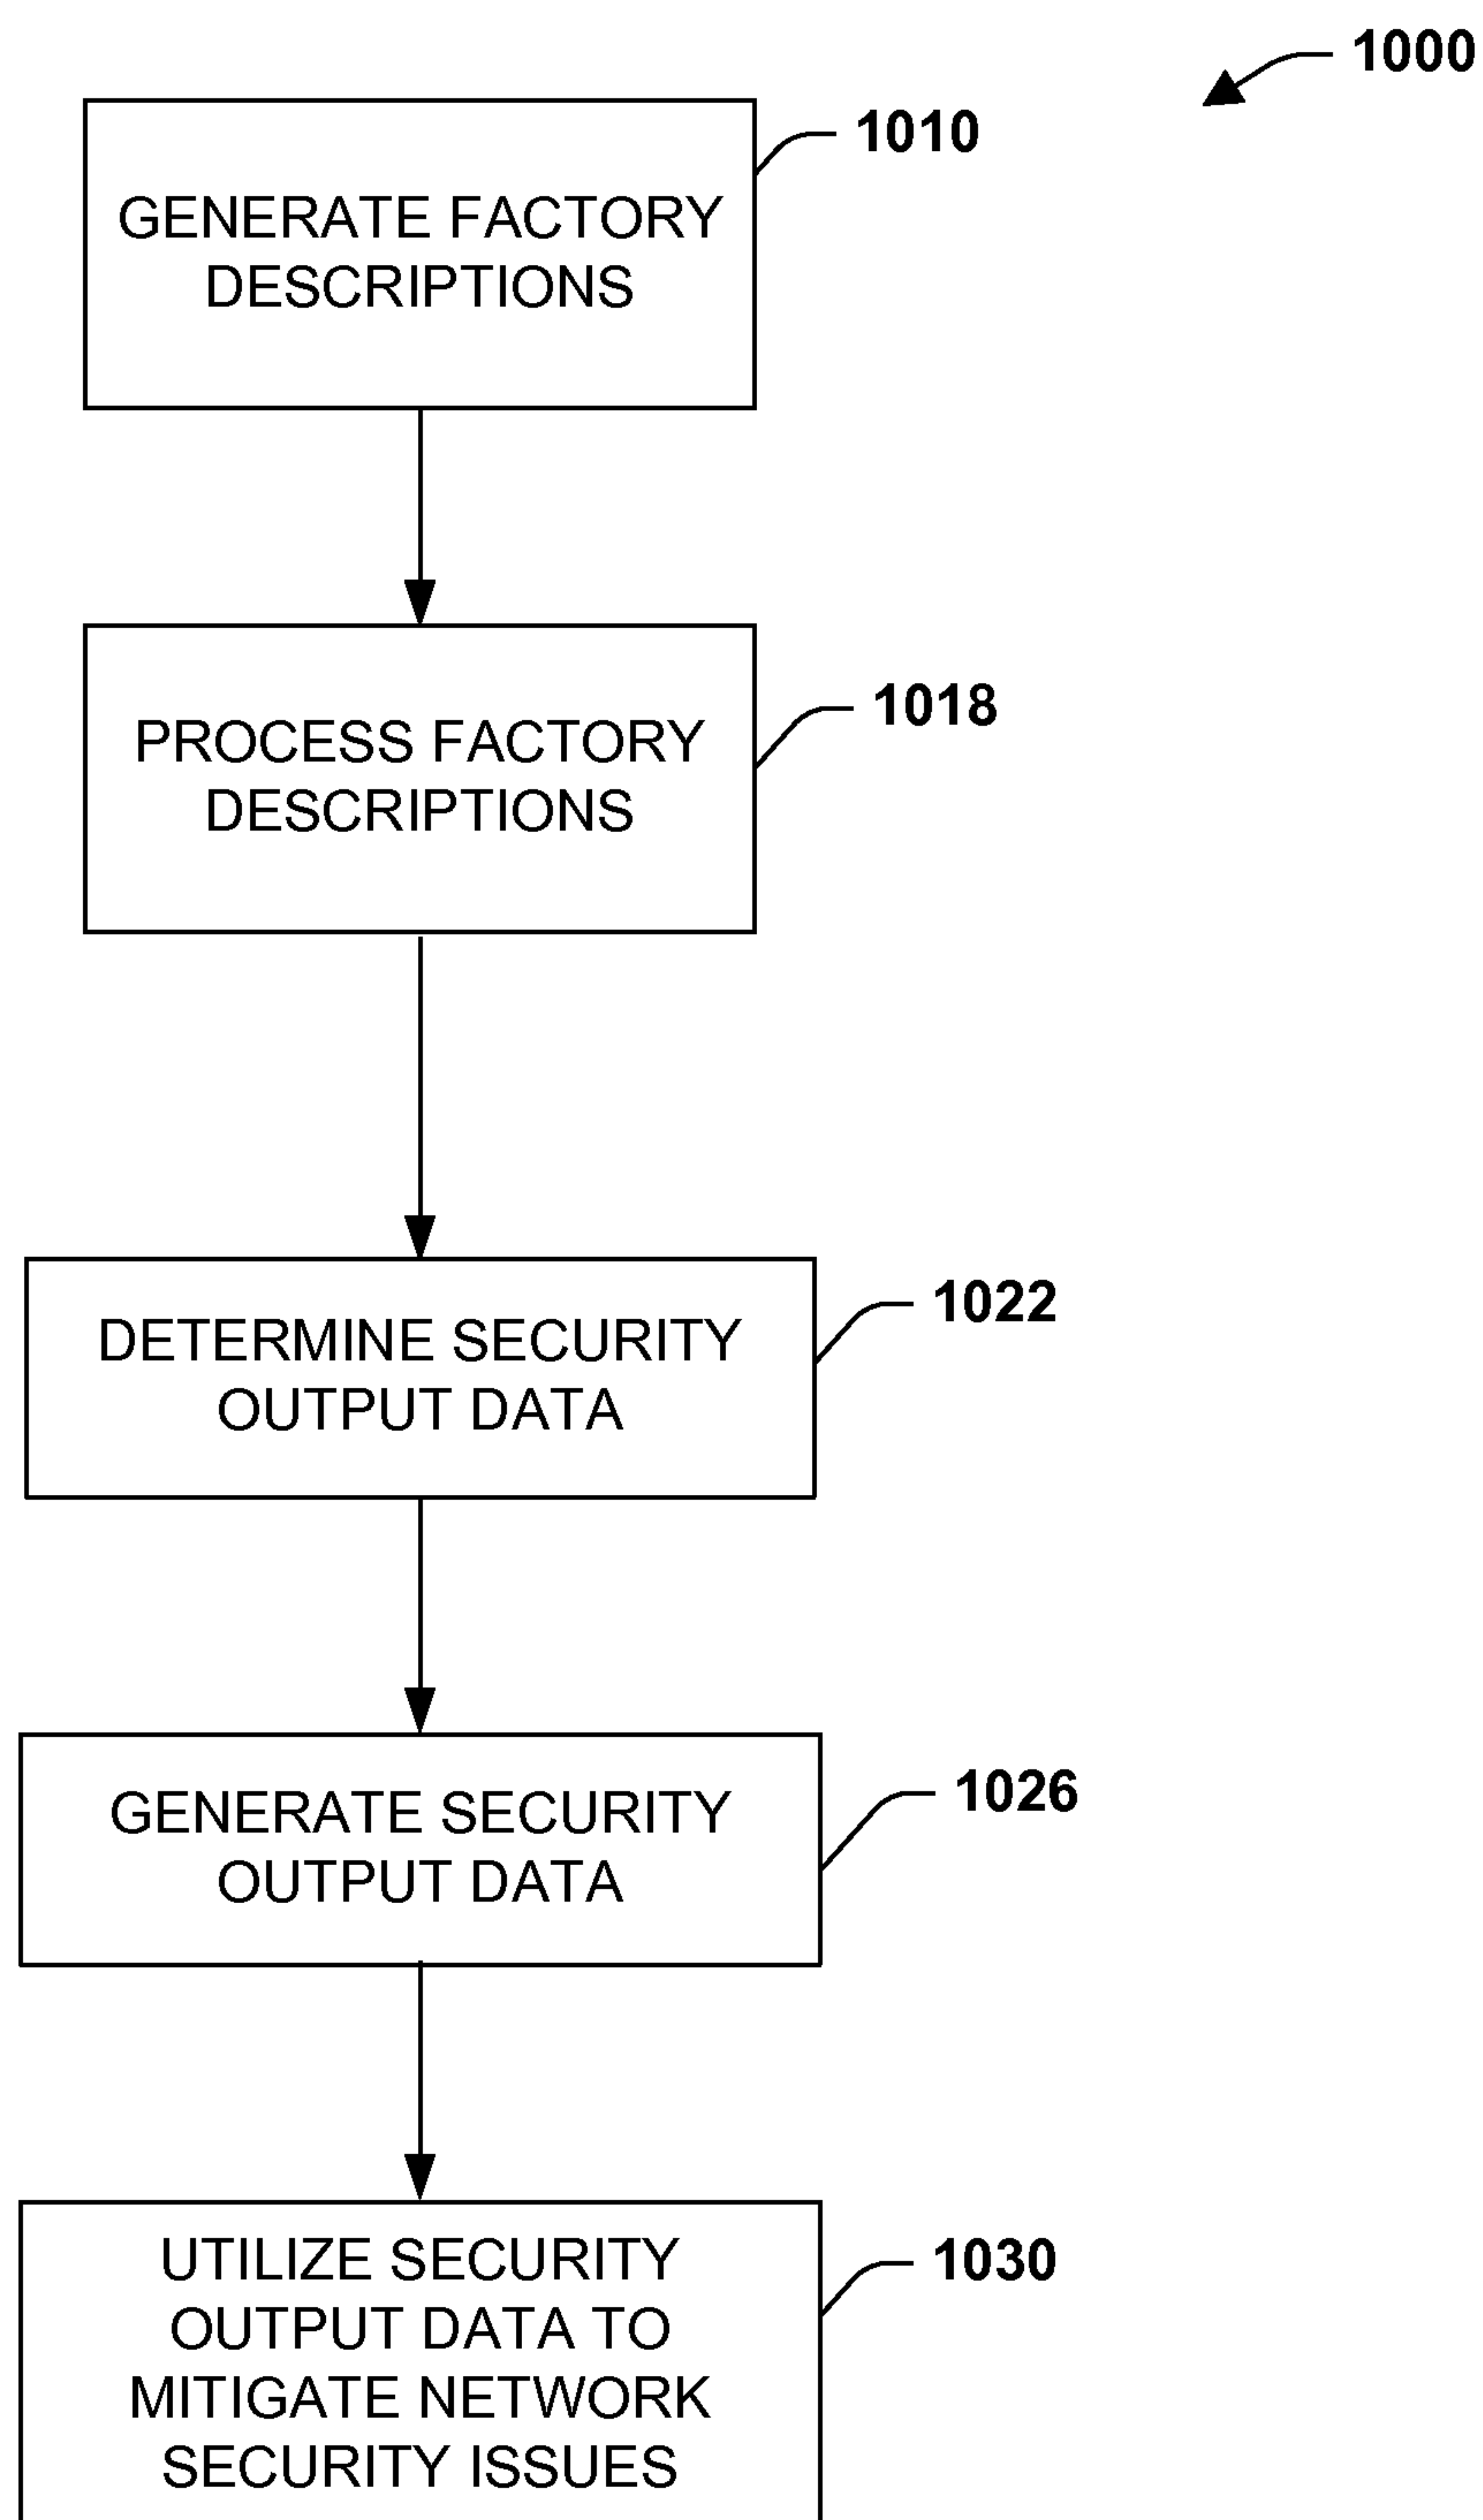 1000
1010
GENERATE FACTORY
DESCRIPTIONS
1018
PROCESS FACTORY
DESCRIPTIONS
1022
DETERMINE SECURITY
OUTPUT DATA
1026
GENERATE SECURITY
OUTPUT DATA
1030
UTILIZE SECURITY
OUTPUT DATA TO
MITIGATE NETWORK
SECURITY ISSUES